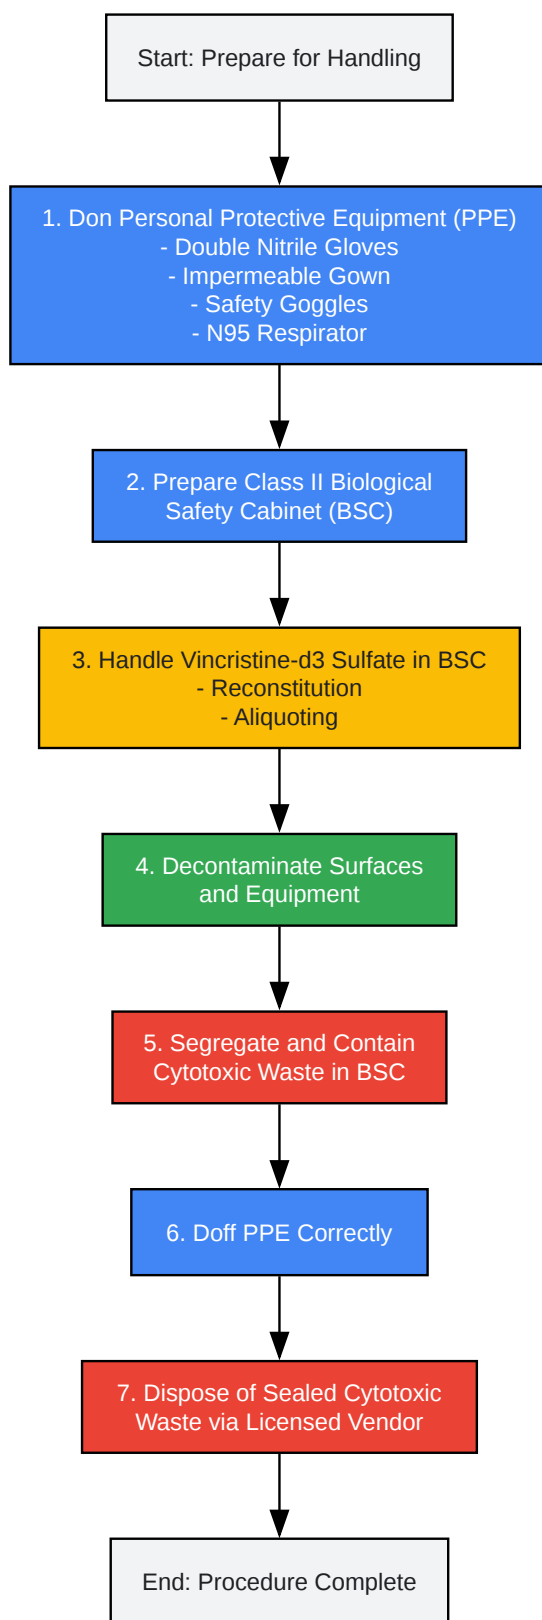 Start: Prepare for Handling
1. Don Personal Protective Equipment (PPE)
- Double Nitrile Gloves
- Impermeable Gown
- Safety Goggles
- N95 Respirator
2. Prepare Class II Biological
Safety Cabinet (BSC)
3. Handle Vincristine-d3 Sulfate in BSC
- Reconstitution
- Aliquoting
4. Decontaminate Surfaces
and Equipment
5. Segregate and Contain
Cytotoxic Waste in BSC
6. Doff PPE Correctly
7. Dispose of Sealed Cytotoxic
Waste via Licensed Vendor
End: Procedure Complete